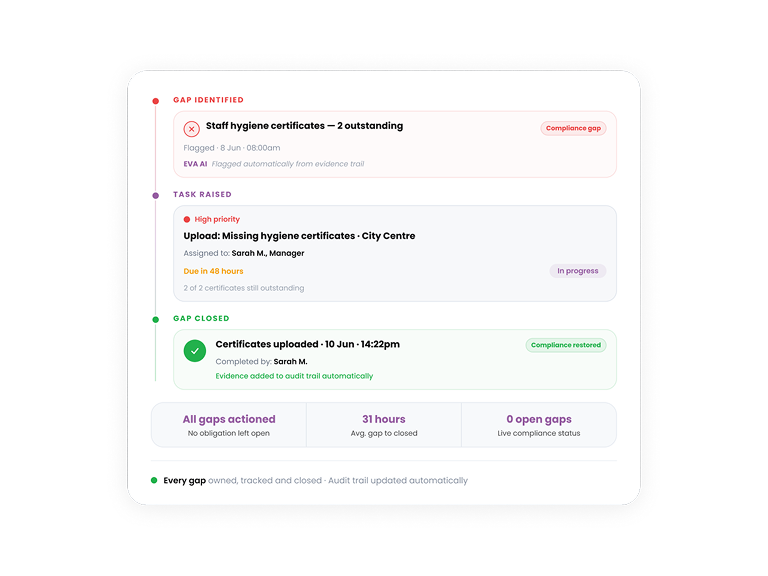 GAP IDENTIFIED
Staff hygiene certificates — 2 outstanding
Compliance gap
Flagged · 8 Jun · 08:00am
EVA AI Flagged automatically from evidence trail
TASK RAISED
High priority
Upload: Missing hygiene certificates · City Centre
Assigned to: Sarah M., Manager
Due in 48 hours
In progress
2 of 2 certificates still outstanding
GAP CLOSED
Certificates uploaded · 10 Jun · 14:22pm
Compliance restored
Completed by: Sarah M.
Evidence added to audit trail automatically
All gaps actioned
No obligation left open
31 hours
Avg. gap to closed
0 open gaps
Live compliance status
Every gap owned, tracked and closed · Audit trail updated automatically